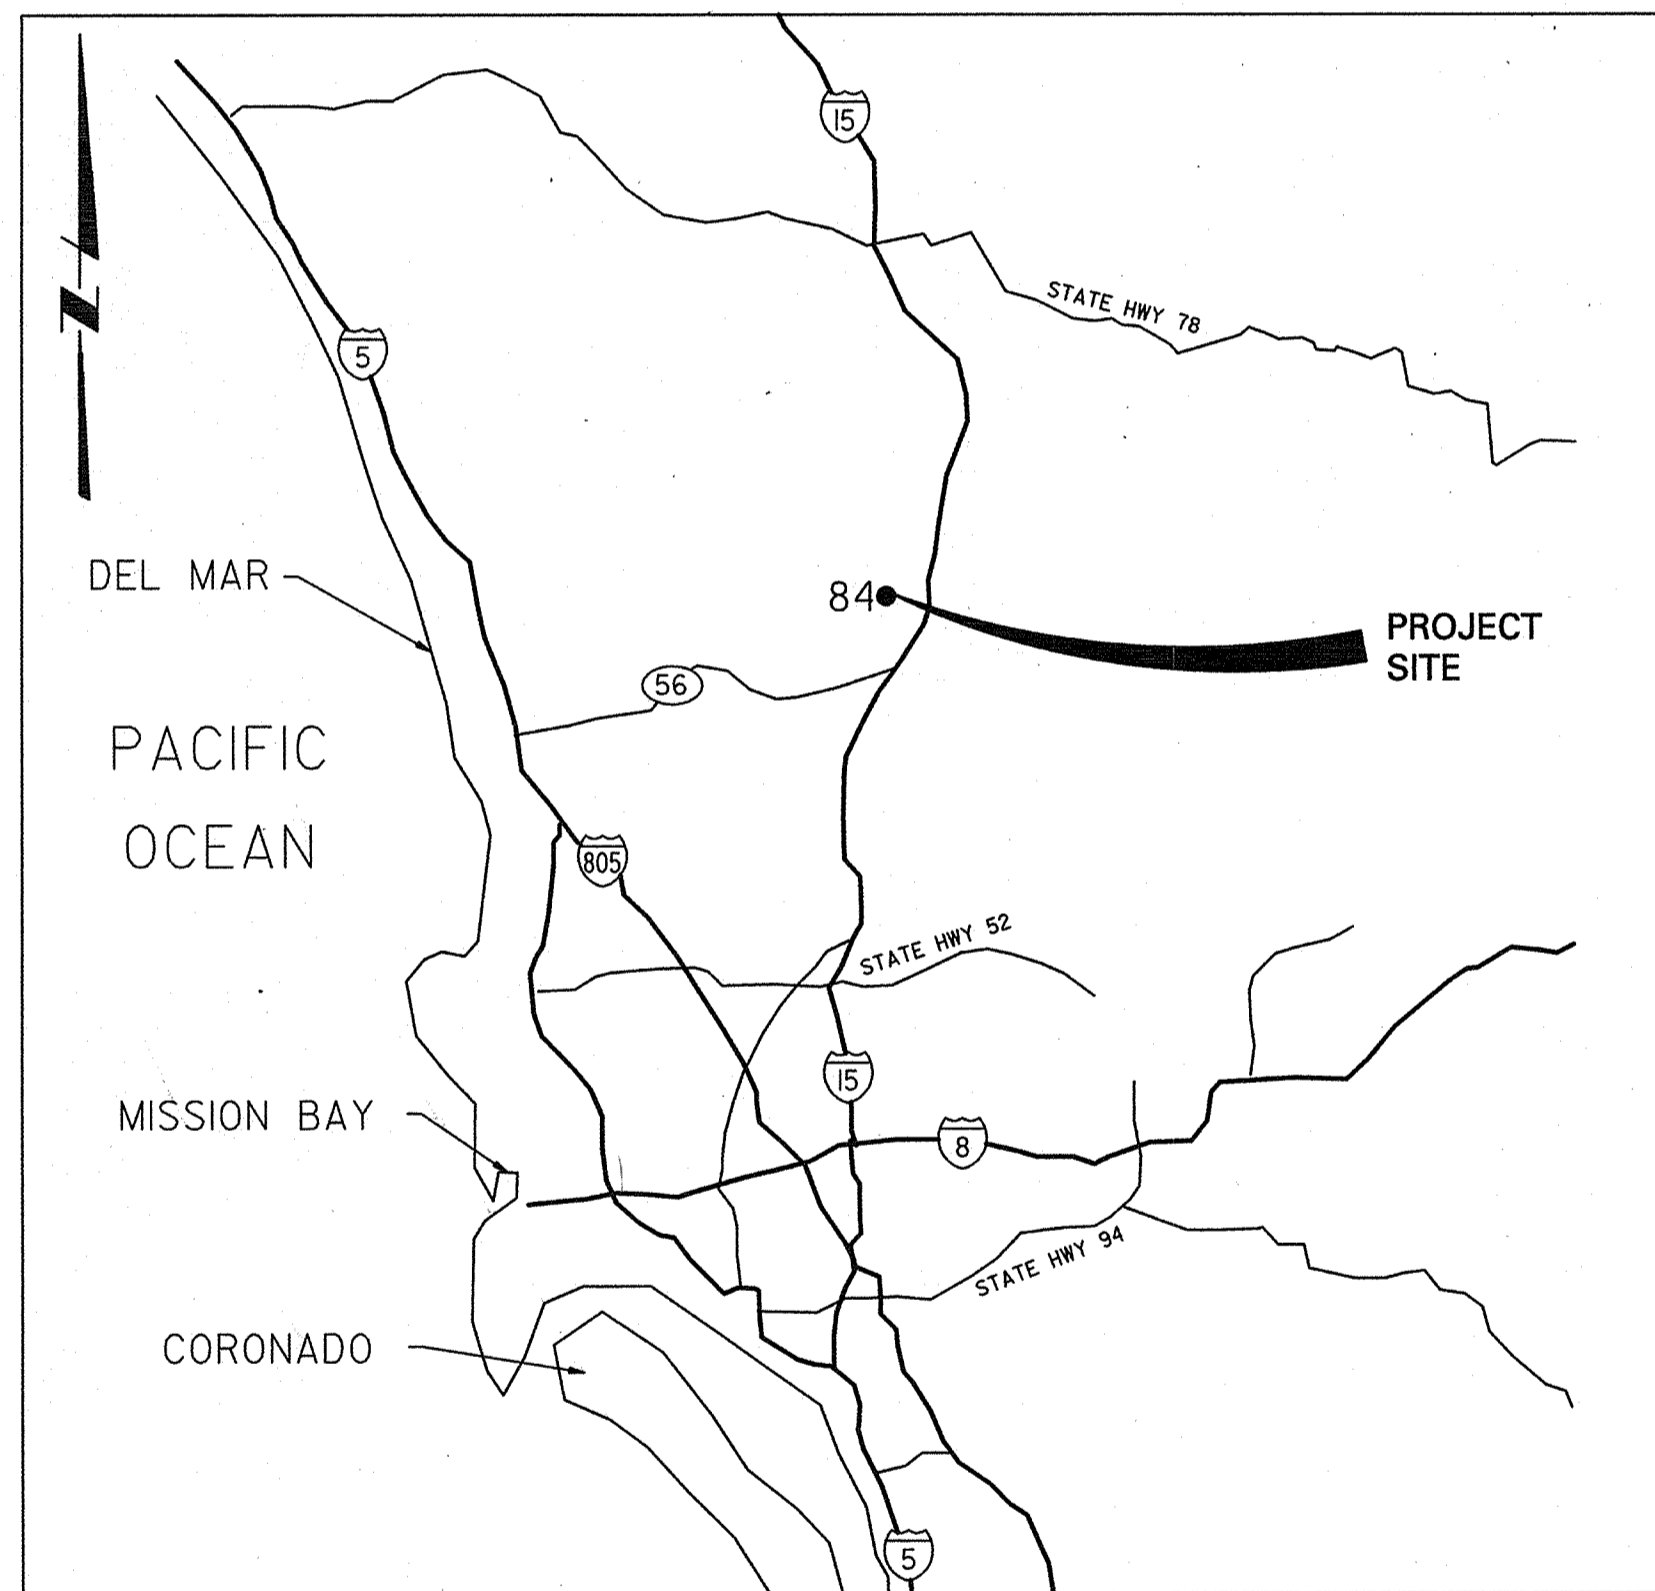 15
N
STATE HWY 78
5
DEL MAR
84
PROJECT
SITE
56
PACIFIC
OCEAN
805
STATE HWY 52
15
MISSION BAY
8
STATE HWY 94
CORONADO
5